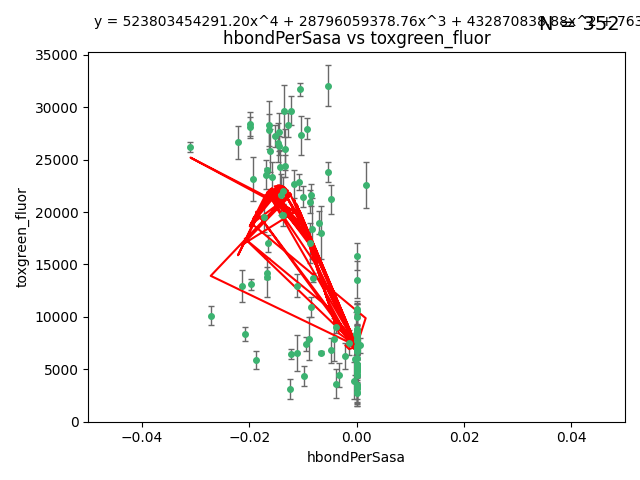 y = 523803454291.20x^4 + 28796059378.76x^3 + 432870838.88x^2 + 763
N = 352
hbondPerSasa vs toxgreen_fluor
35000
30000
25000
20000
15000
10000
5000
0
toxgreen_fluor
−0.04 −0.02 0.00 0.02 0.04
hbondPerSasa